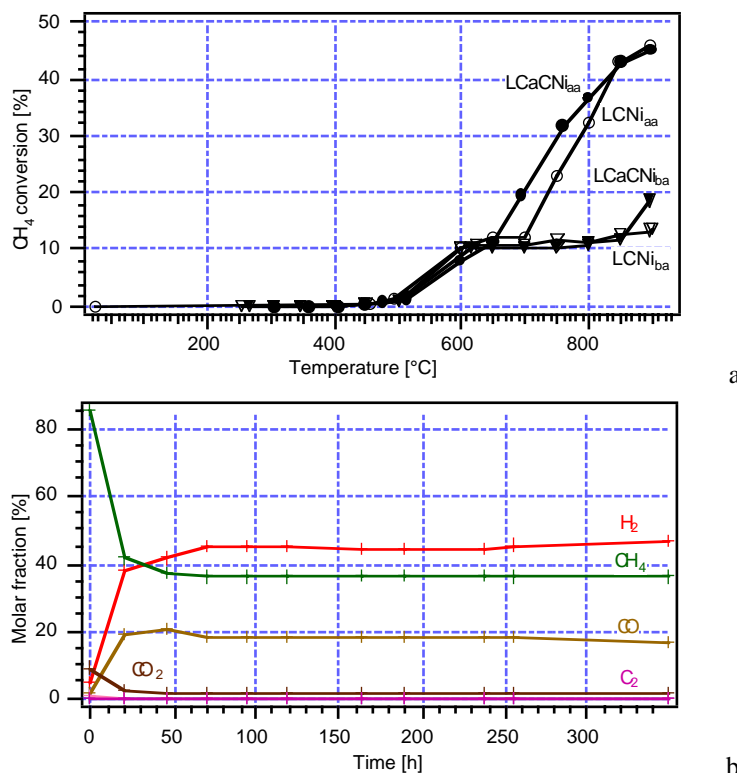 50
40
30
20
10
0
CH4 conversion [%]
LCaCNiaa
LCNiaa
LCaCNiba
LCNiba
200
400
600
800
Temperature [°C]
a
80
60
40
20
0
Molar fraction [%]
H2
CH4
CO
CO2
C2
0
50
100
150
200
250
300
Time [h]
b